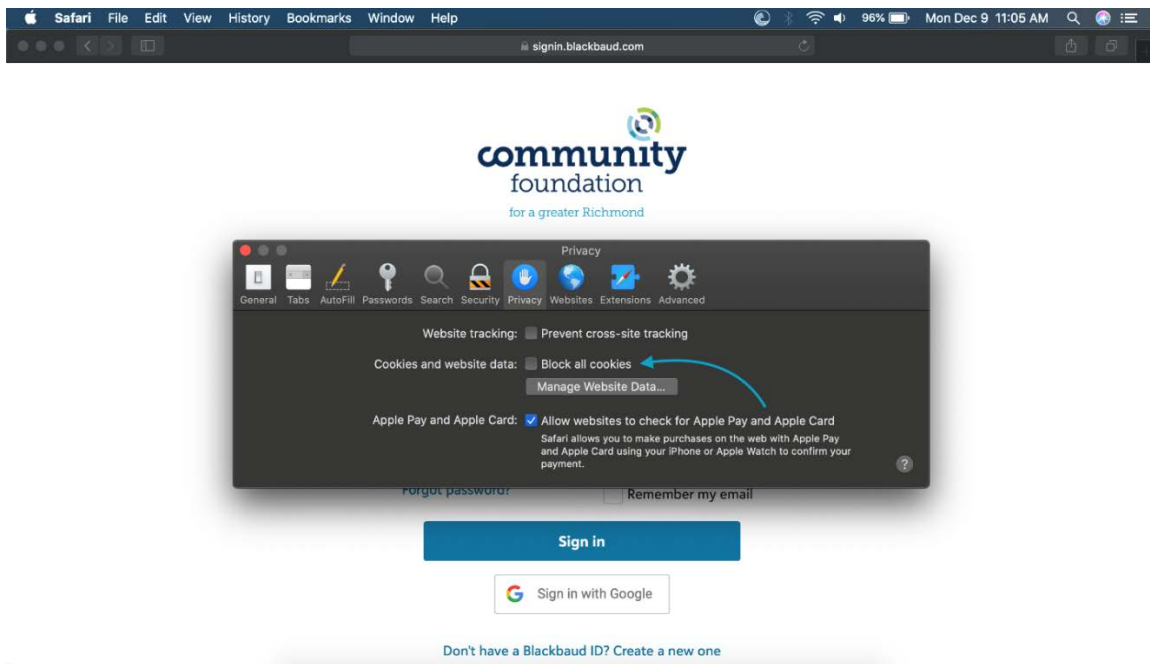 Safari File Edit View History Bookmarks Window Help 96% Mon Dec 9 11:05 AM
signin.blackbaud.com
community
foundation
for a greater Richmond
Privacy
General Tabs AutoFill Passwords Search Security Privacy Websites Extensions Advanced
Website tracking: Prevent cross-site tracking
Cookies and website data: Block all cookies
Manage Website Data...
Apple Pay and Apple Card: Allow websites to check for Apple Pay and Apple Card
Safari allows you to make purchases on the web with Apple Pay
and Apple Card using your iPhone or Apple Watch to confirm your
payment.
?
Forgot password? Remember my email
Sign in
G Sign in with Google
Don't have a Blackbaud ID? Create a new one